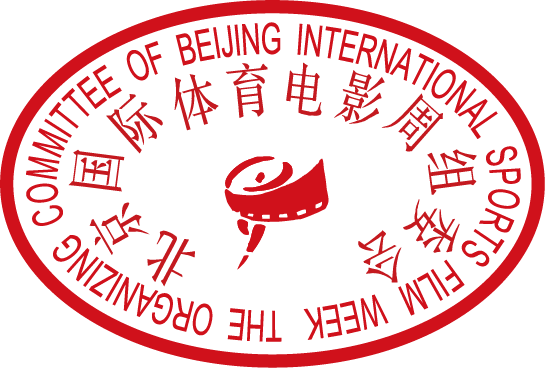 THE ORGANIZING COMMITTEE OF BEIJING INTERNATIONAL SPORTS FILM WEEK
北京国际体育电影周组委会